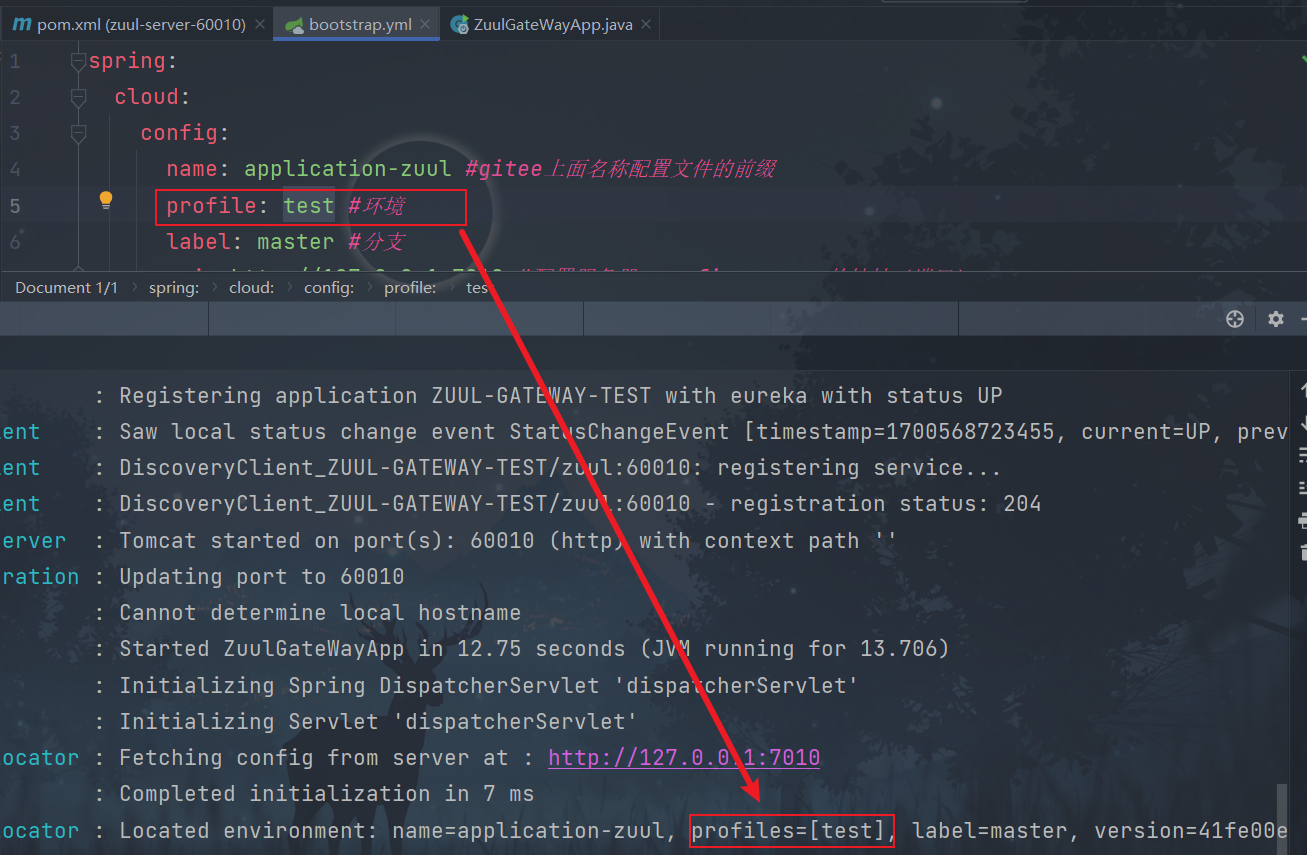 pom.xml (zuul-server-60010)
bootstrap.yml
ZuulGateWayApp.java
1 spring:
2 cloud:
3 config:
4 name: application-zuul #gitee上面名称配置文件的前缀
5 profile: test #环境
6 label: master #分支
Document 1/1 spring: cloud: config: profile: tes
: Registering application ZUUL-GATEWAY-TEST with eureka with status UP
ent : Saw local status change event StatusChangeEvent [timestamp=1700568723455, current=UP, prev
ent : DiscoveryClient_ZUUL-GATEWAY-TEST/zuul:60010: registering service...
ent : DiscoveryClient_ZUUL-GATEWAY-TEST/zuul:60010 - registration status: 204
erver : Tomcat started on port(s): 60010 (http) with context path ''
ration : Updating port to 60010
: Cannot determine local hostname
: Started ZuulGateWayApp in 12.75 seconds (JVM running for 13.706)
: Initializing Spring DispatcherServlet 'dispatcherServlet'
: Initializing Servlet 'dispatcherServlet'
ocator : Fetching config from server at : http://127.0.0.1:7010
: Completed initialization in 7 ms
ocator : Located environment: name=application-zuul, profiles=[test], label=master, version=41fe00e